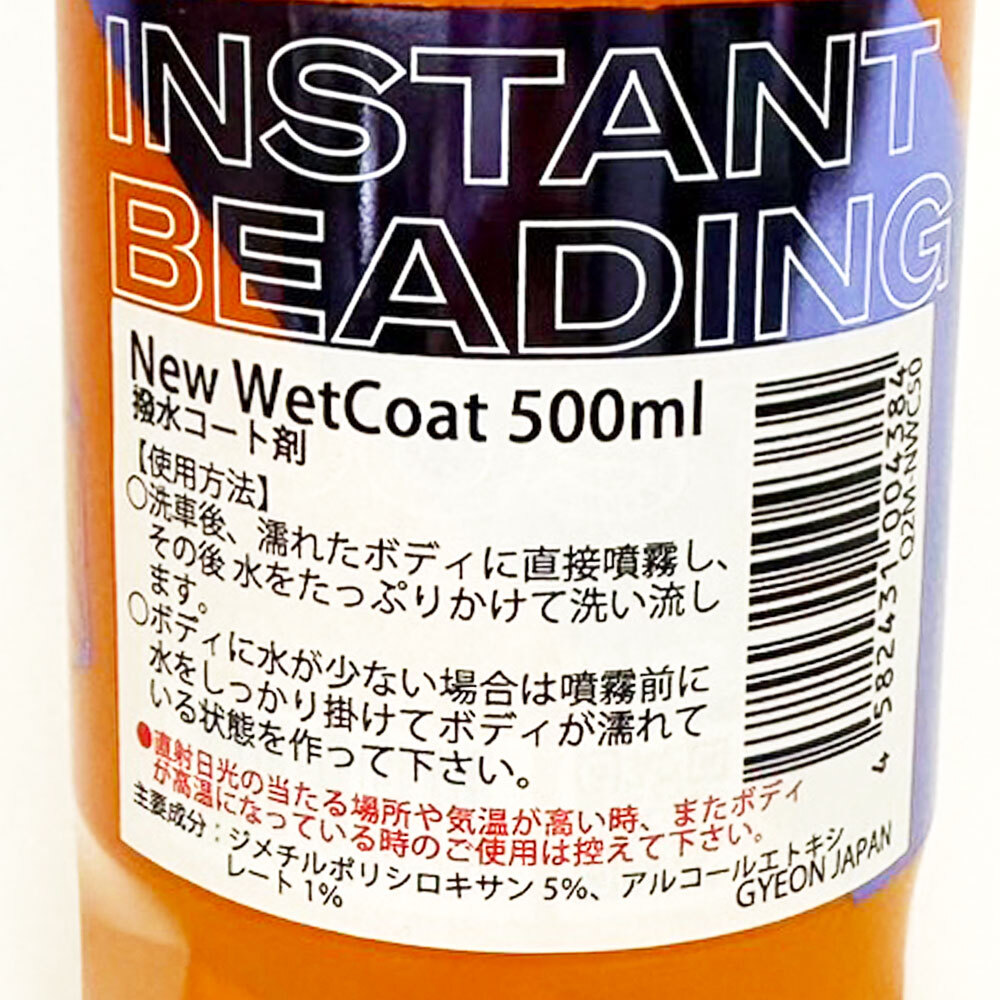 INSTANT
BEADING
New WetCoat 500ml
撥水コート剤
【使用方法】
○洗車後、濡れたボディに直接噴霧し、
その後 水をたっぷりかけて洗い流し
ます。
○ボディに水が少ない場合は噴霧前に
水をしっかり掛けてボディが濡れて
いる状態を作って下さい。
●直射日光の当たる場所や気温が高い時、またボディ
が高温になっている時のご使用は控えて下さい。
主要成分：ジメチルポリシロキサン 5%、アルコールエトキシ
レート 1%
GYEON JAPAN
4 582431 004384
Q2M-NWC50